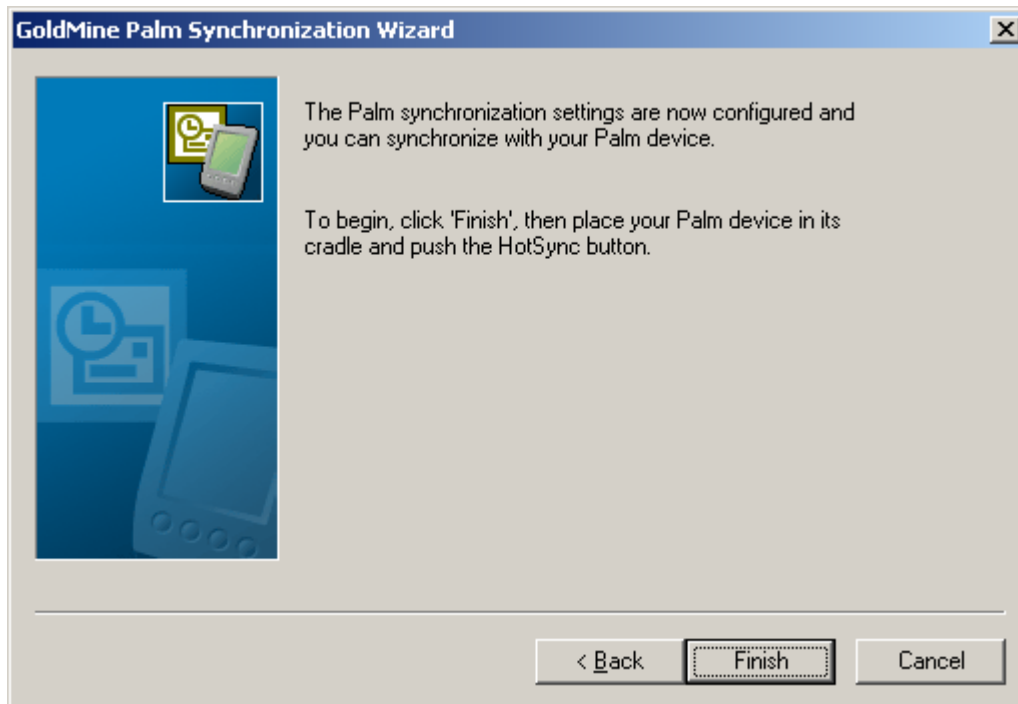 GoldMine Palm Synchronization Wizard
The Palm synchronization settings are now configured and
you can synchronize with your Palm device.
To begin, click 'Finish', then place your Palm device in its
cradle and push the HotSync button.
< Back
Finish
Cancel